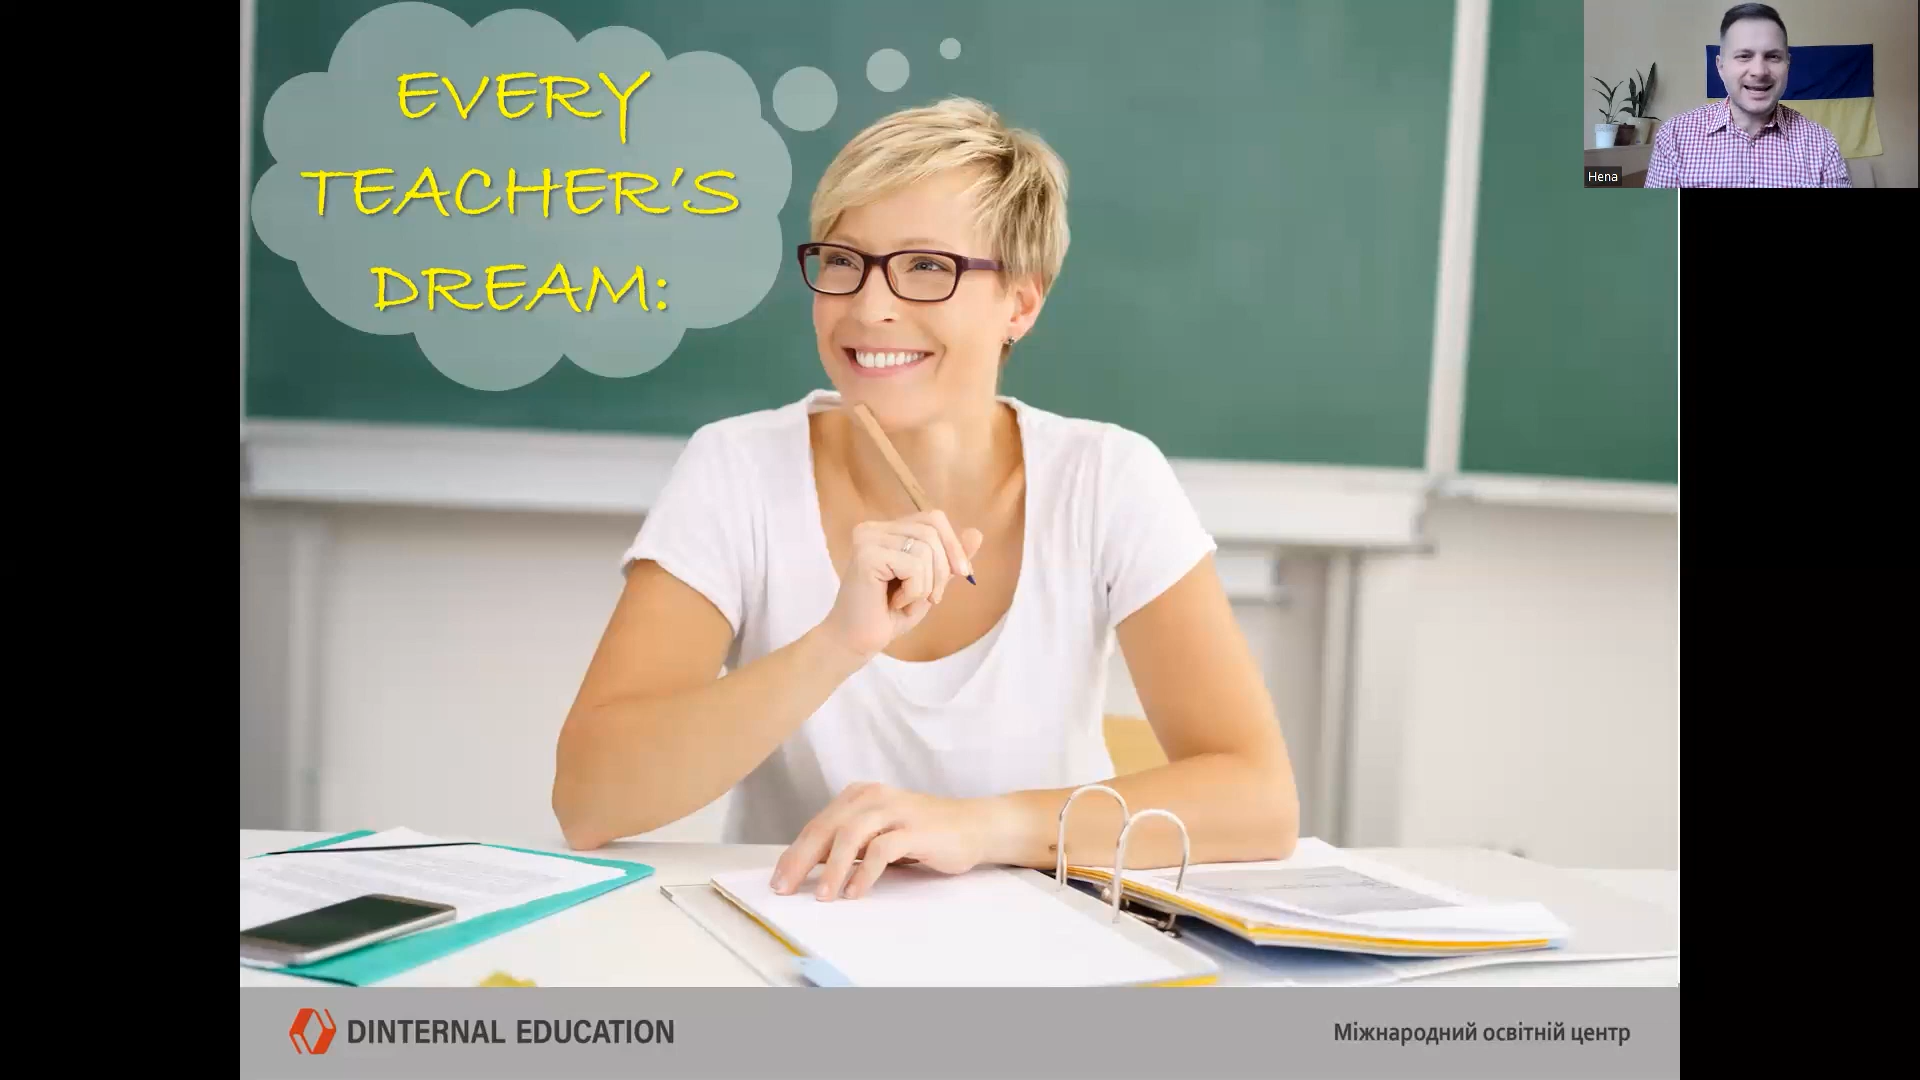 EVERY
TEACHER'S
DREAM:
Hena
DINTERNAL EDUCATION
Міжнародний освітній центр